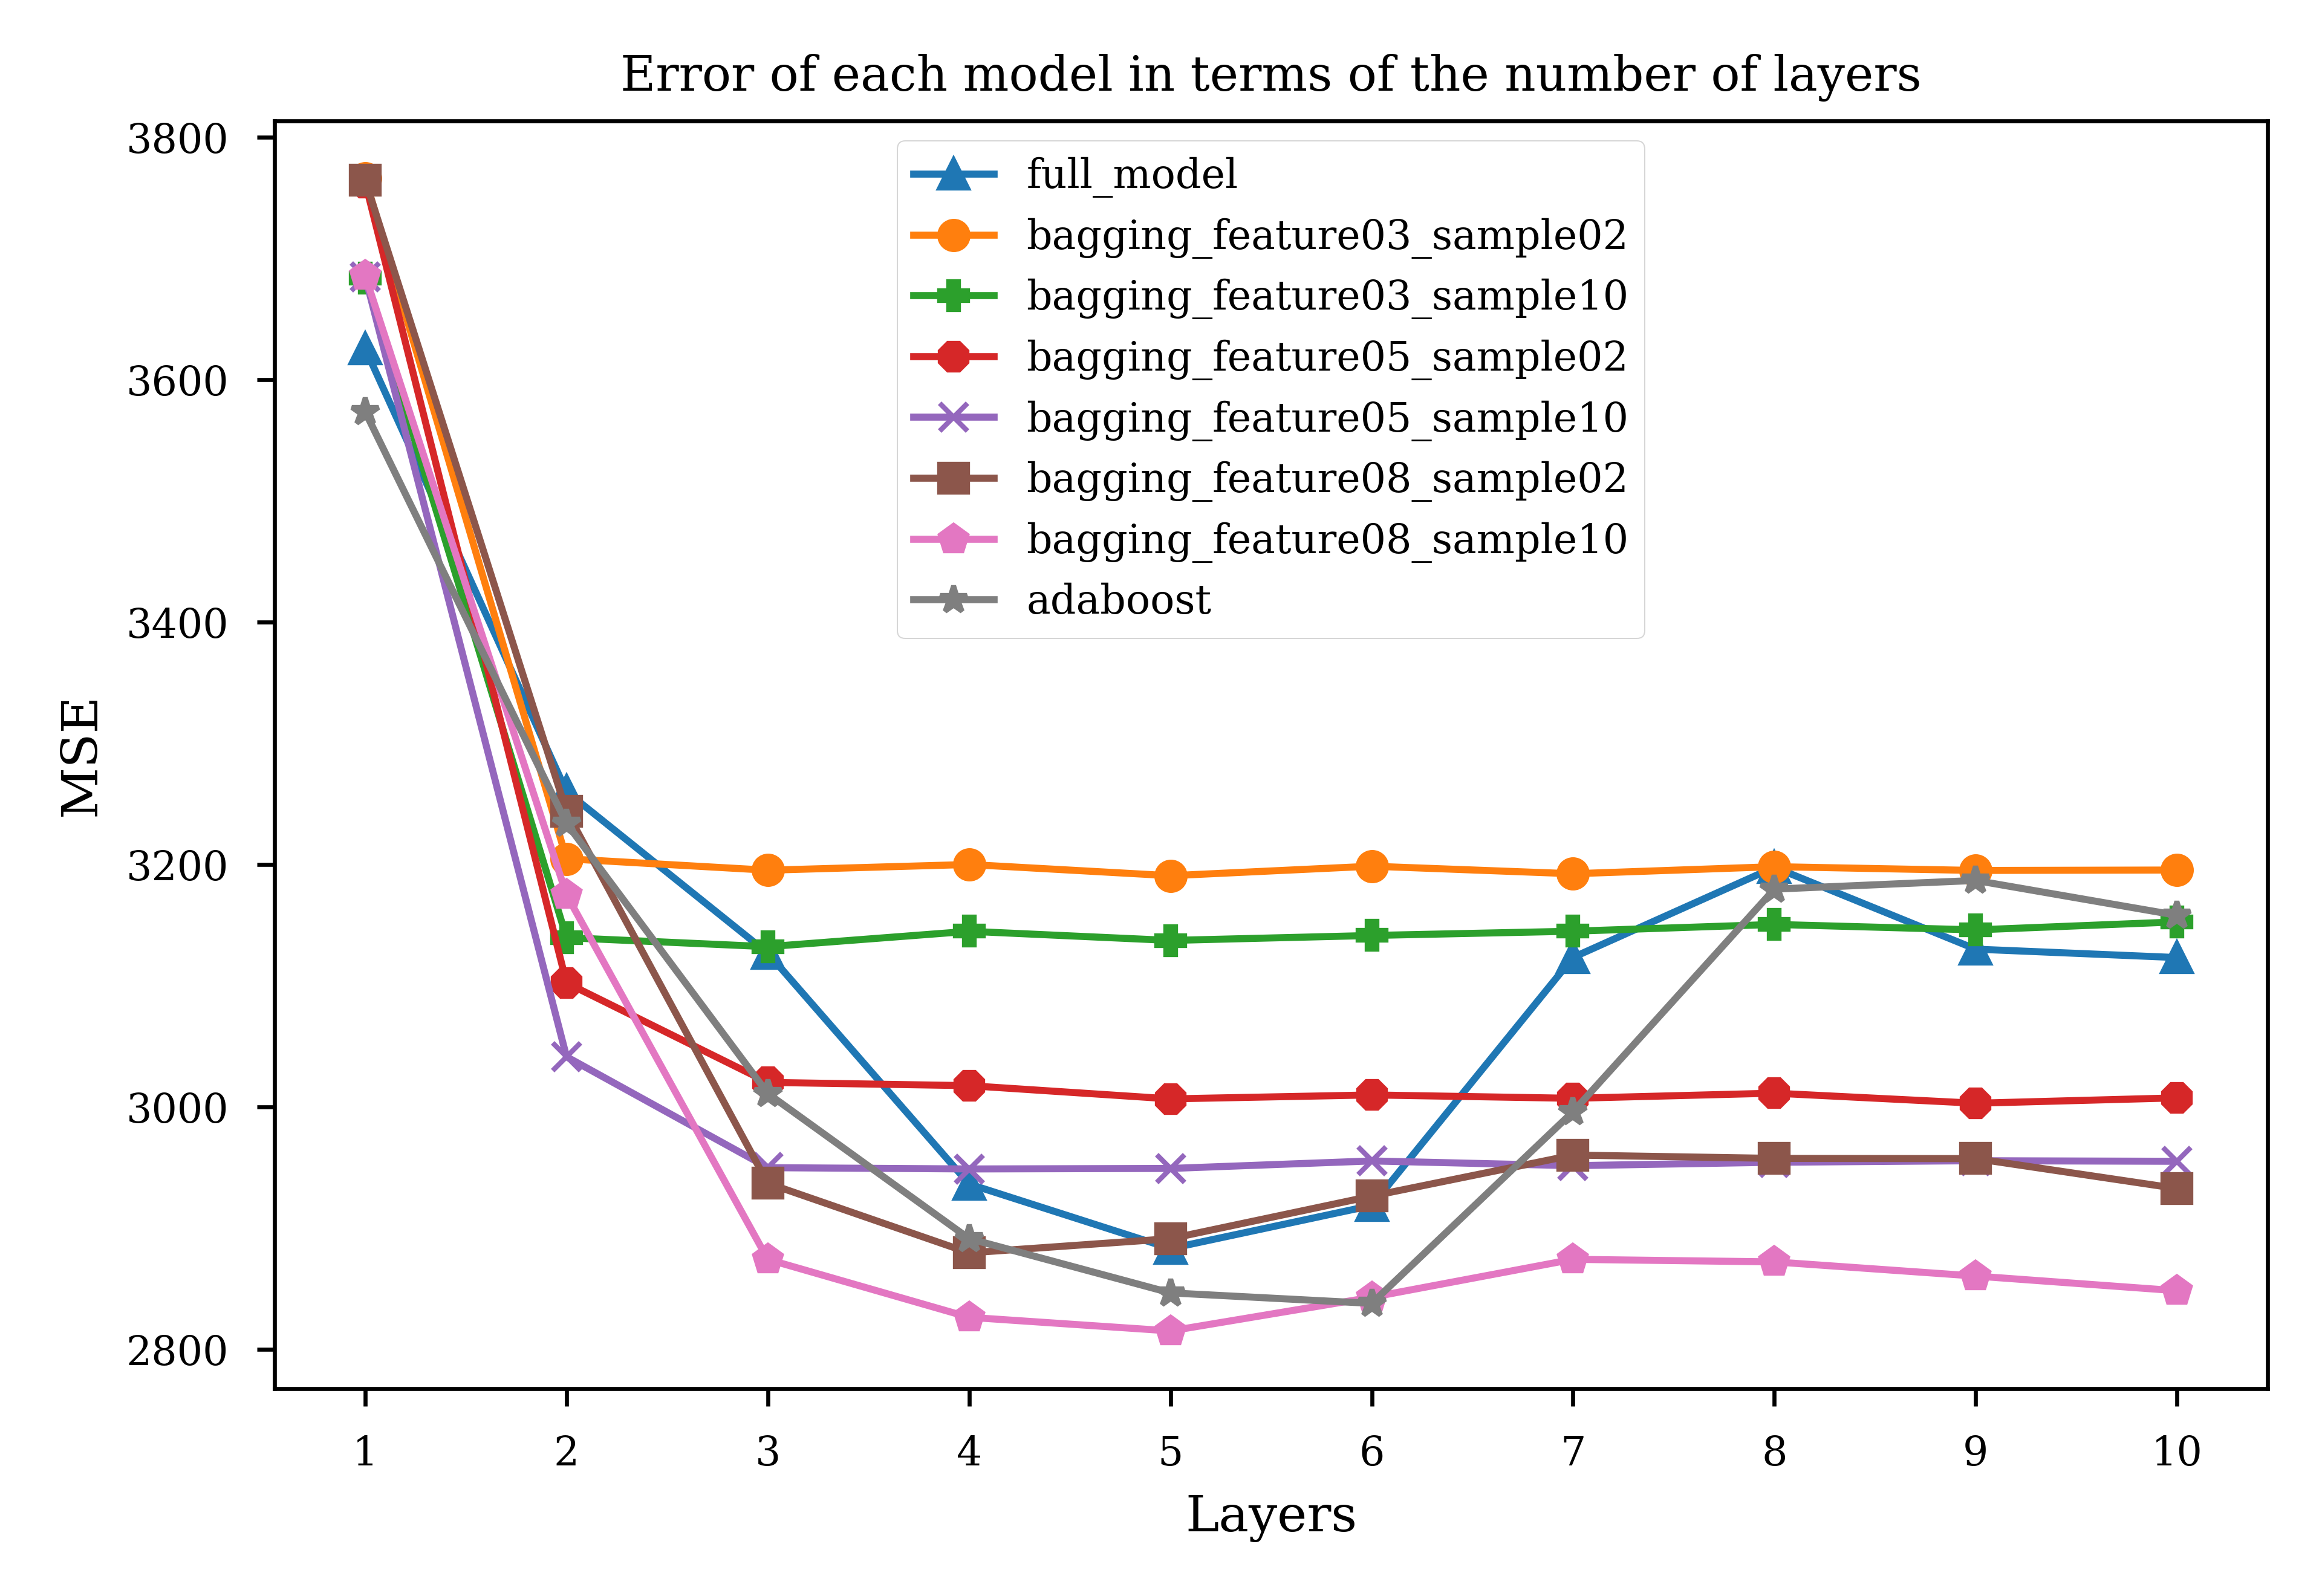 Error of each model in terms of the number of layers
3800
3600
3400
3200
3000
2800
MSE
full_model
bagging_feature03_sample02
bagging_feature03_sample10
bagging_feature05_sample02
bagging_feature05_sample10
bagging_feature08_sample02
bagging_feature08_sample10
adaboost
1 2 3 4 5 6 7 8 9 10
Layers